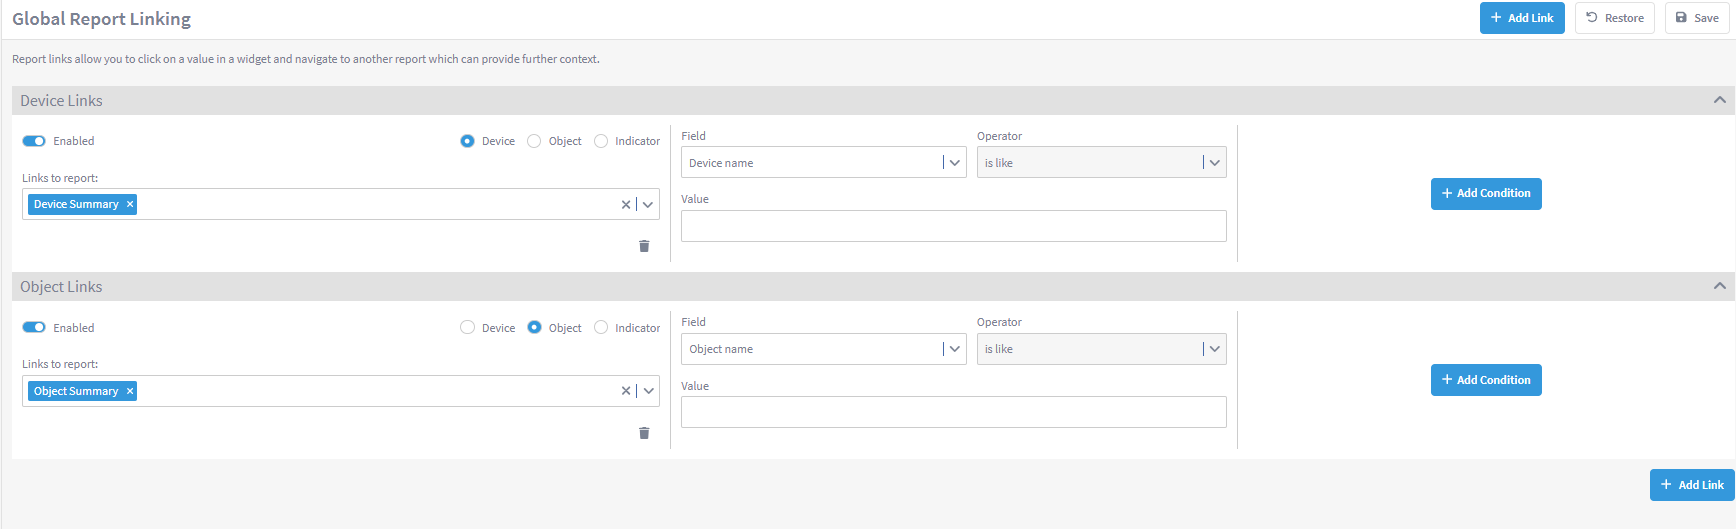 Global Report Linking
Add Link
Restore
Save
Report links allow you to click on a value in a widget and navigate to another report which can provide further context.
Device Links
Enabled
Device
Object
Indicator
Links to report:
Device Summary
Field
Operator
Device name
is like
Value
Add Condition
Object Links
Enabled
Device
Object
Indicator
Links to report:
Object Summary
Field
Operator
Object name
is like
Value
Add Condition
Add Link